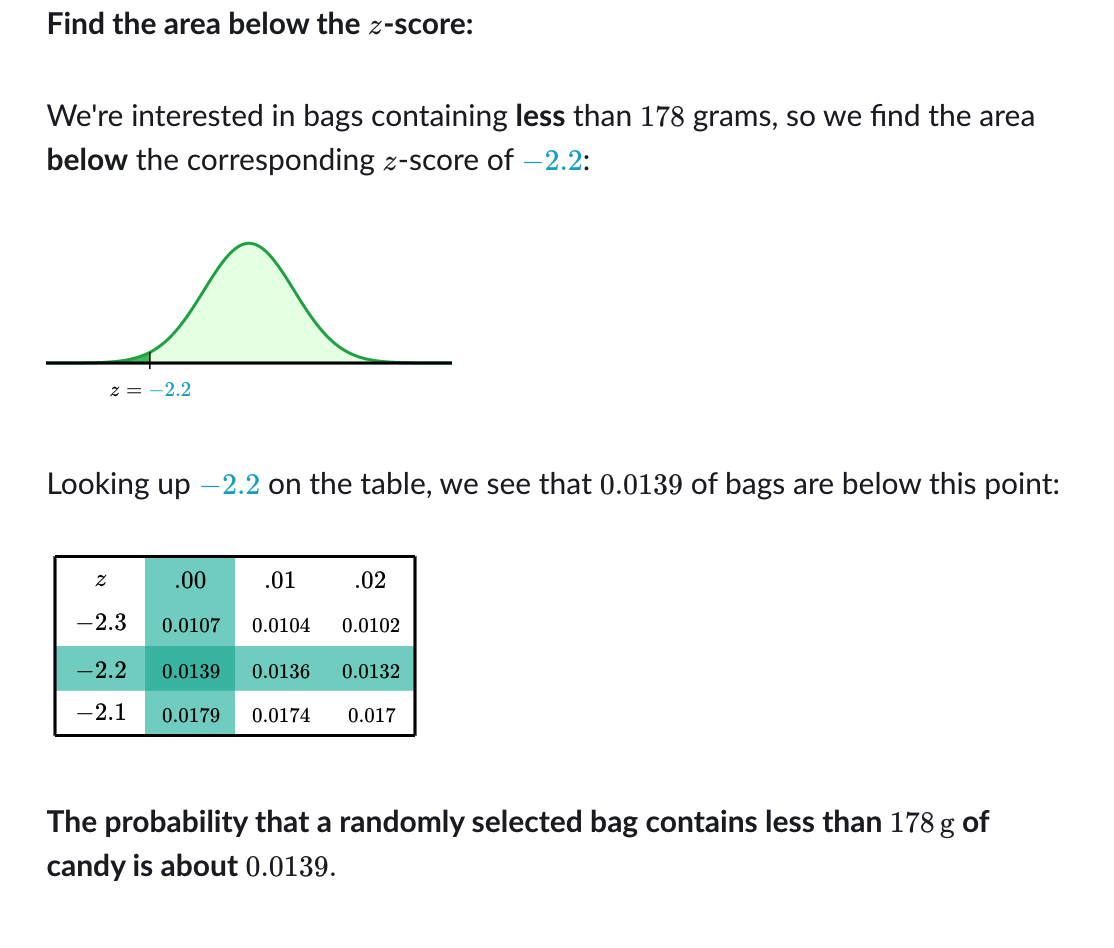 Find the area below the z-score:
We're interested in bags containing less than 178 grams, so we find the area
below the corresponding z-score of −2.2:
z = −2.2
Looking up −2.2 on the table, we see that 0.0139 of bags are below this point:
z .00 .01 .02
−2.3 0.0107 0.0104 0.0102
−2.2 0.0139 0.0136 0.0132
−2.1 0.0179 0.0174 0.017
The probability that a randomly selected bag contains less than 178 g of
candy is about 0.0139.